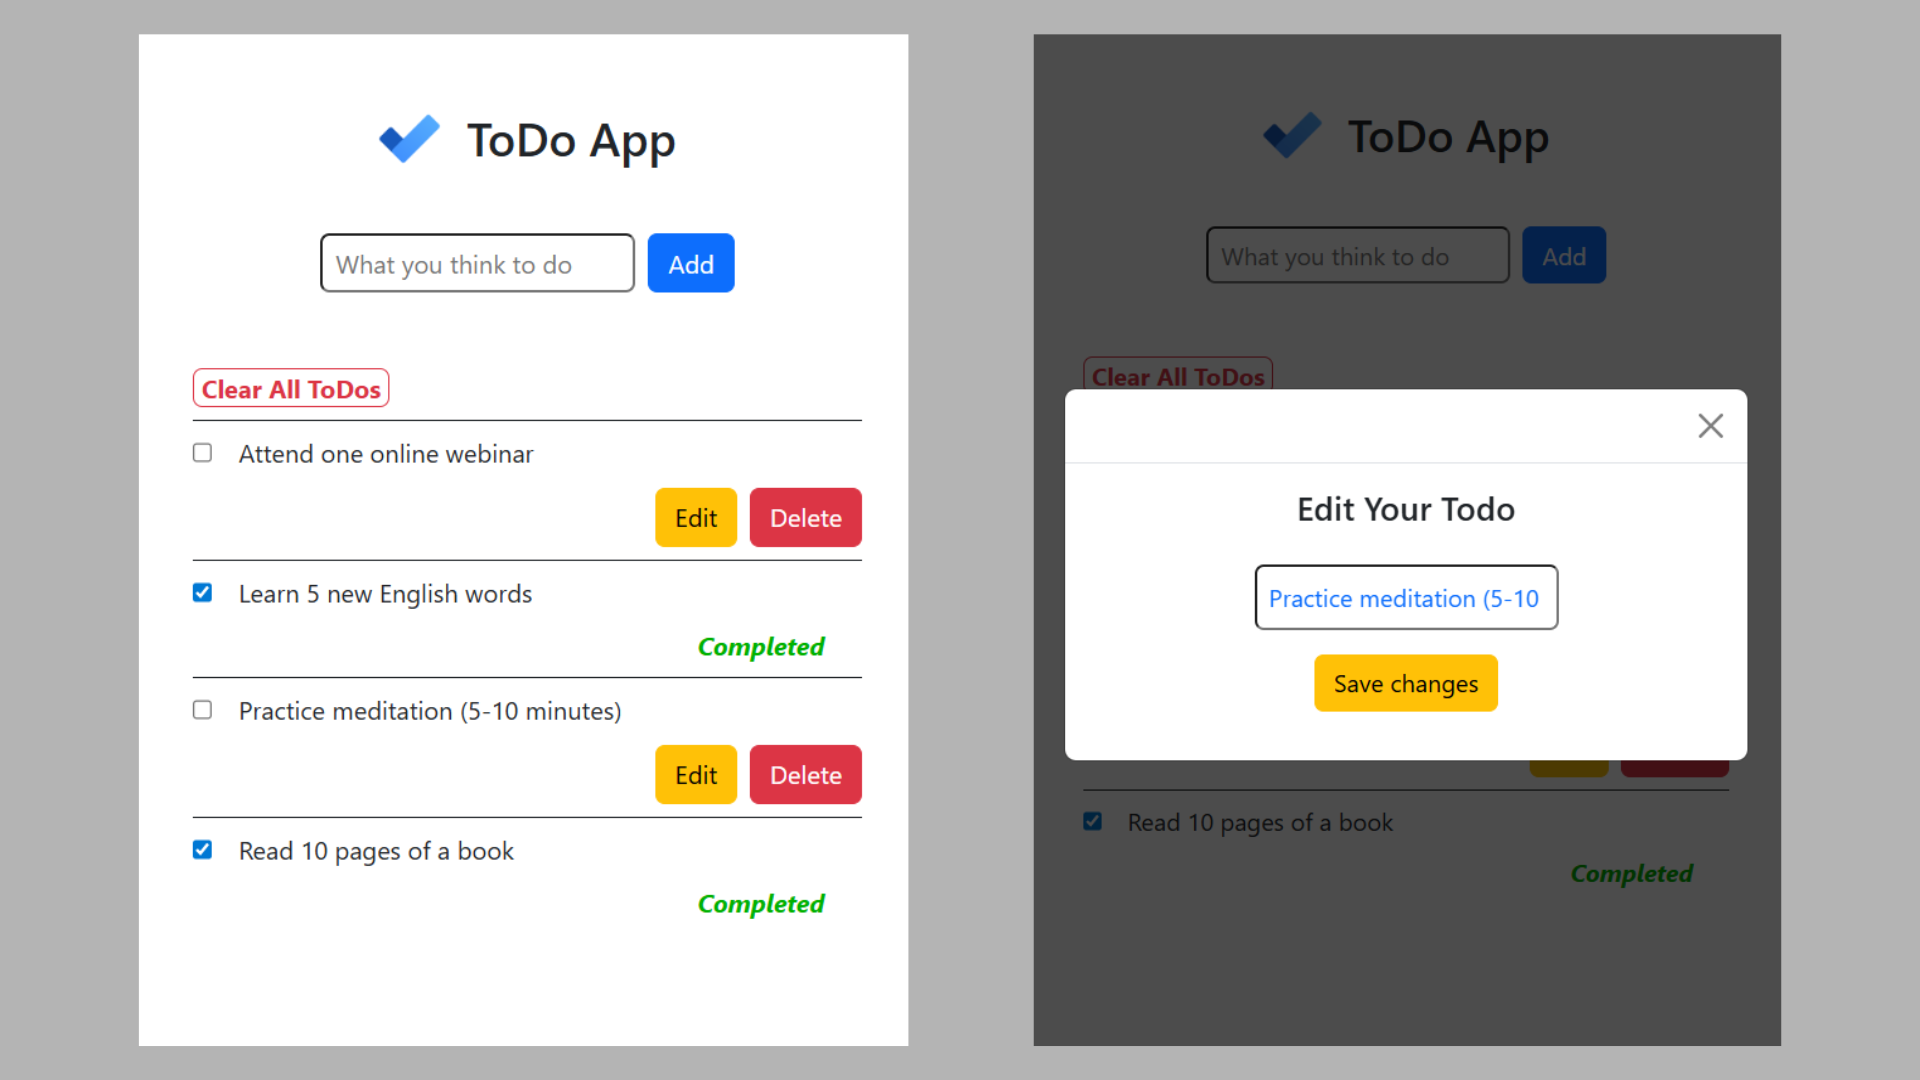 ToDo App
What you think to do
Add
Clear All ToDos
Attend one online webinar
Edit
Delete
Learn 5 new English words
Completed
Practice meditation (5-10 minutes)
Edit
Delete
Read 10 pages of a book
Completed
ToDo App
What you think to do
Add
Clear All ToDos
Edit Your Todo
Practice meditation (5-10
Save changes
Read 10 pages of a book
Completed